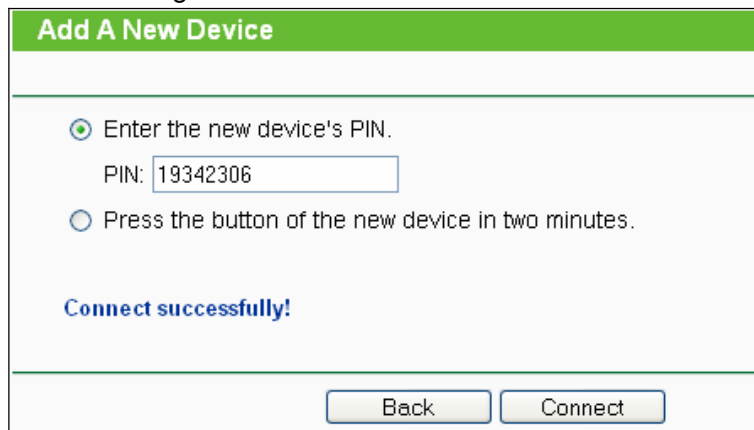 Add A New Device
Enter the new device's PIN.
PIN: 19342306
Press the button of the new device in two minutes.
Connect successfully!
Back Connect